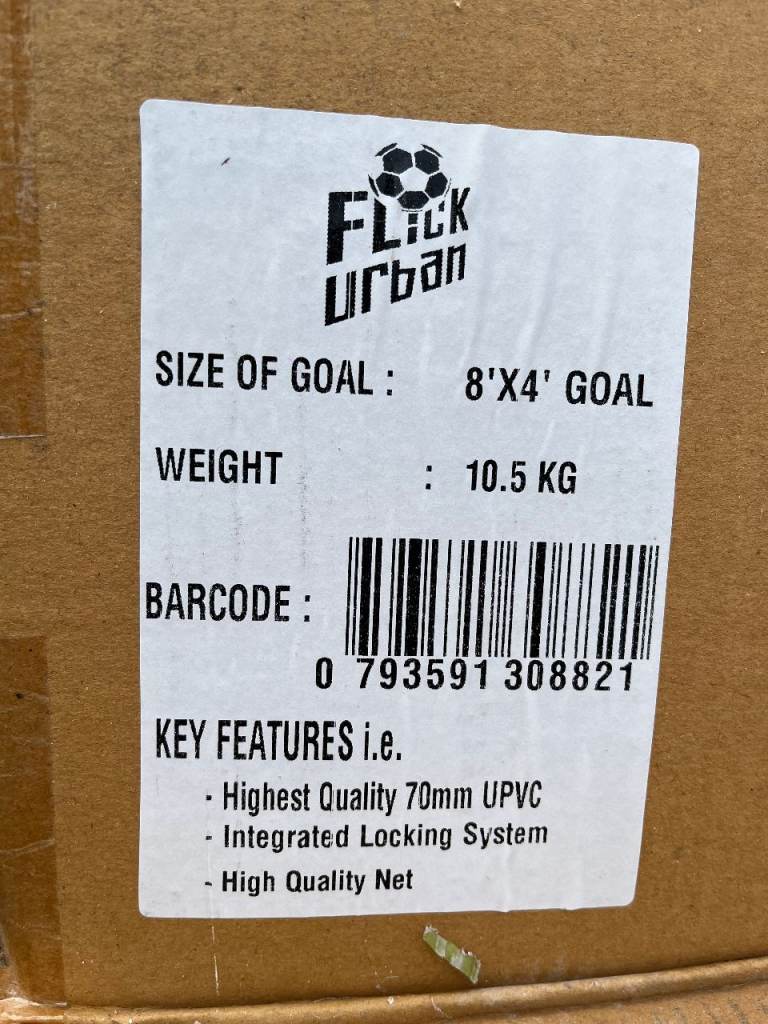 FLiCK
urban
SIZE OF GOAL : 8'X4' GOAL
WEIGHT : 10.5 KG
BARCODE :
0 793591 308821
KEY FEATURES i.e.
- Highest Quality 70mm UPVC
- Integrated Locking System
- High Quality Net